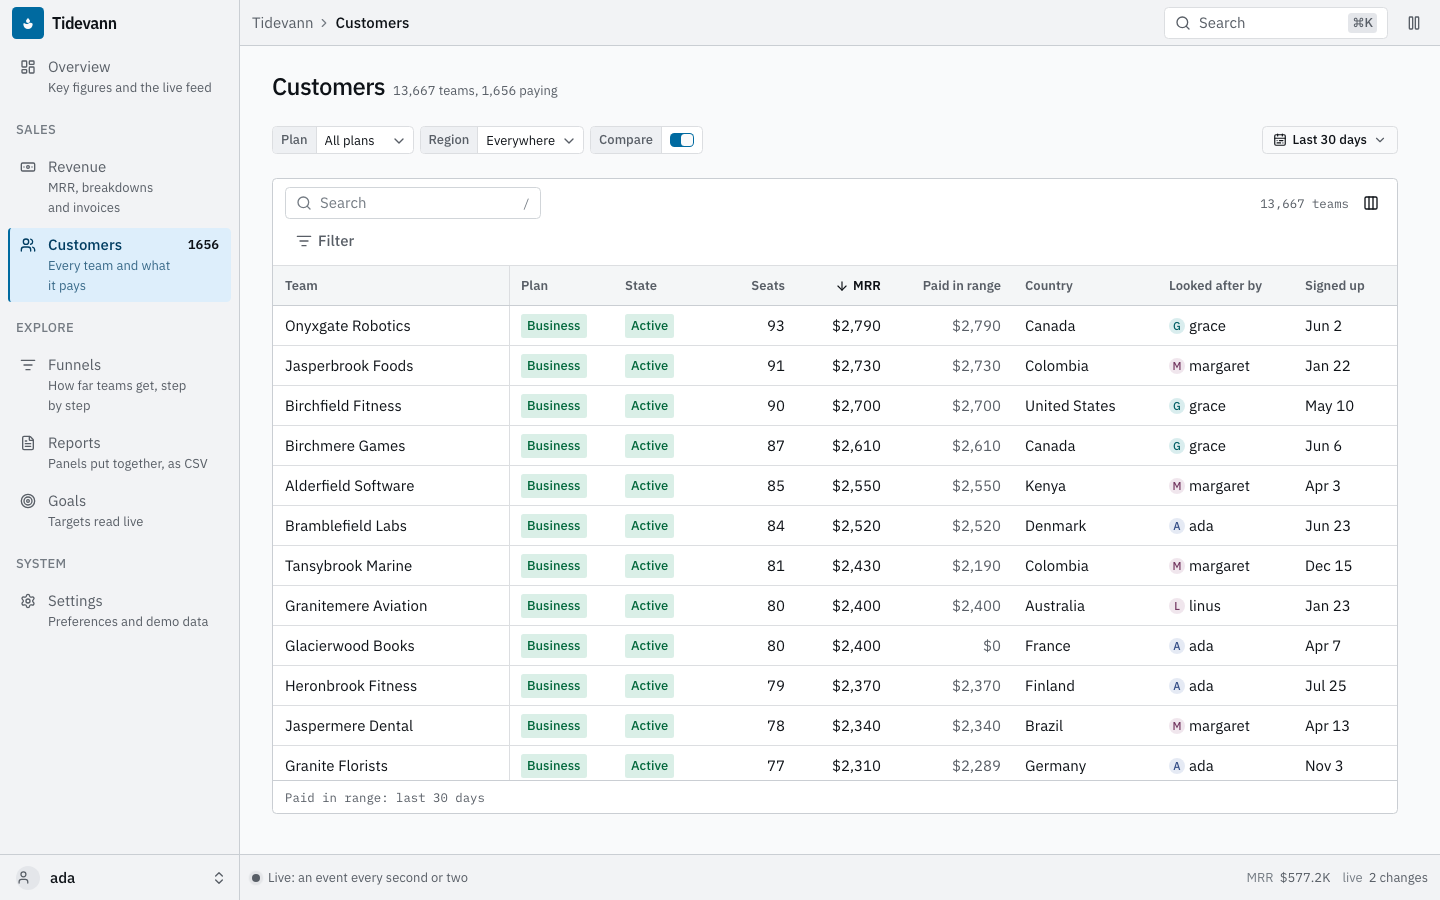 Tidevann
Overview
Key figures and the live feed
SALES
Revenue
MRR, breakdowns
and invoices
Customers 1656
Every team and what
it pays
EXPLORE
Funnels
How far teams get, step
by step
Reports
Panels put together, as CSV
Goals
Targets read live
SYSTEM
Settings
Preferences and demo data
ada
Tidevann > Customers
Search ⌘K
Customers 13,667 teams, 1,656 paying
Plan All plans Region Everywhere Compare Last 30 days
Search / 13,667 teams
Filter
Team Plan State Seats ↓ MRR Paid in range Country Looked after by Signed up
Onyxgate Robotics Business Active 93 $2,790 $2,790 Canada G grace Jun 2
Jasperbrook Foods Business Active 91 $2,730 $2,730 Colombia M margaret Jan 22
Birchfield Fitness Business Active 90 $2,700 $2,700 United States G grace May 10
Birchmere Games Business Active 87 $2,610 $2,610 Canada G grace Jun 6
Alderfield Software Business Active 85 $2,550 $2,550 Kenya M margaret Apr 3
Bramblefield Labs Business Active 84 $2,520 $2,520 Denmark A ada Jun 23
Tansybrook Marine Business Active 81 $2,430 $2,190 Colombia M margaret Dec 15
Granitemere Aviation Business Active 80 $2,400 $2,400 Australia L linus Jan 23
Glacierwood Books Business Active 80 $2,400 $0 France A ada Apr 7
Heronbrook Fitness Business Active 79 $2,370 $2,370 Finland A ada Jul 25
Jaspermere Dental Business Active 78 $2,340 $2,340 Brazil M margaret Apr 13
Granite Florists Business Active 77 $2,310 $2,289 Germany A ada Nov 3
Paid in range: last 30 days
Live: an event every second or two MRR $577.2K live 2 changes